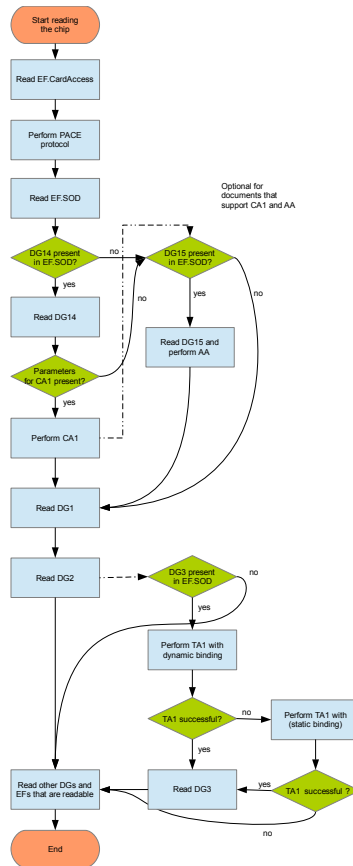 Start reading
the chip
Read EF.CardAccess
Perform PACE
protocol
Read EF.SOD
Optional for
documents that
support CA1 and AA
DG14 present
in EF.SOD?
no
DG15 present
in EF.SOD?
yes
yes
no
no
Read DG14
Read DG15 and
perform AA
Parameters
for CA1 present?
yes
Perform CA1
Read DG1
Read DG2
DG3 present
in EF.SOD
no
yes
Perform TA1 with
dynamic binding
TA1 successful?
no
Perform TA1 with
(static binding)
yes
Read other DGs and
EFs that are readable
Read DG3
yes
TA1 successful ?
no
End